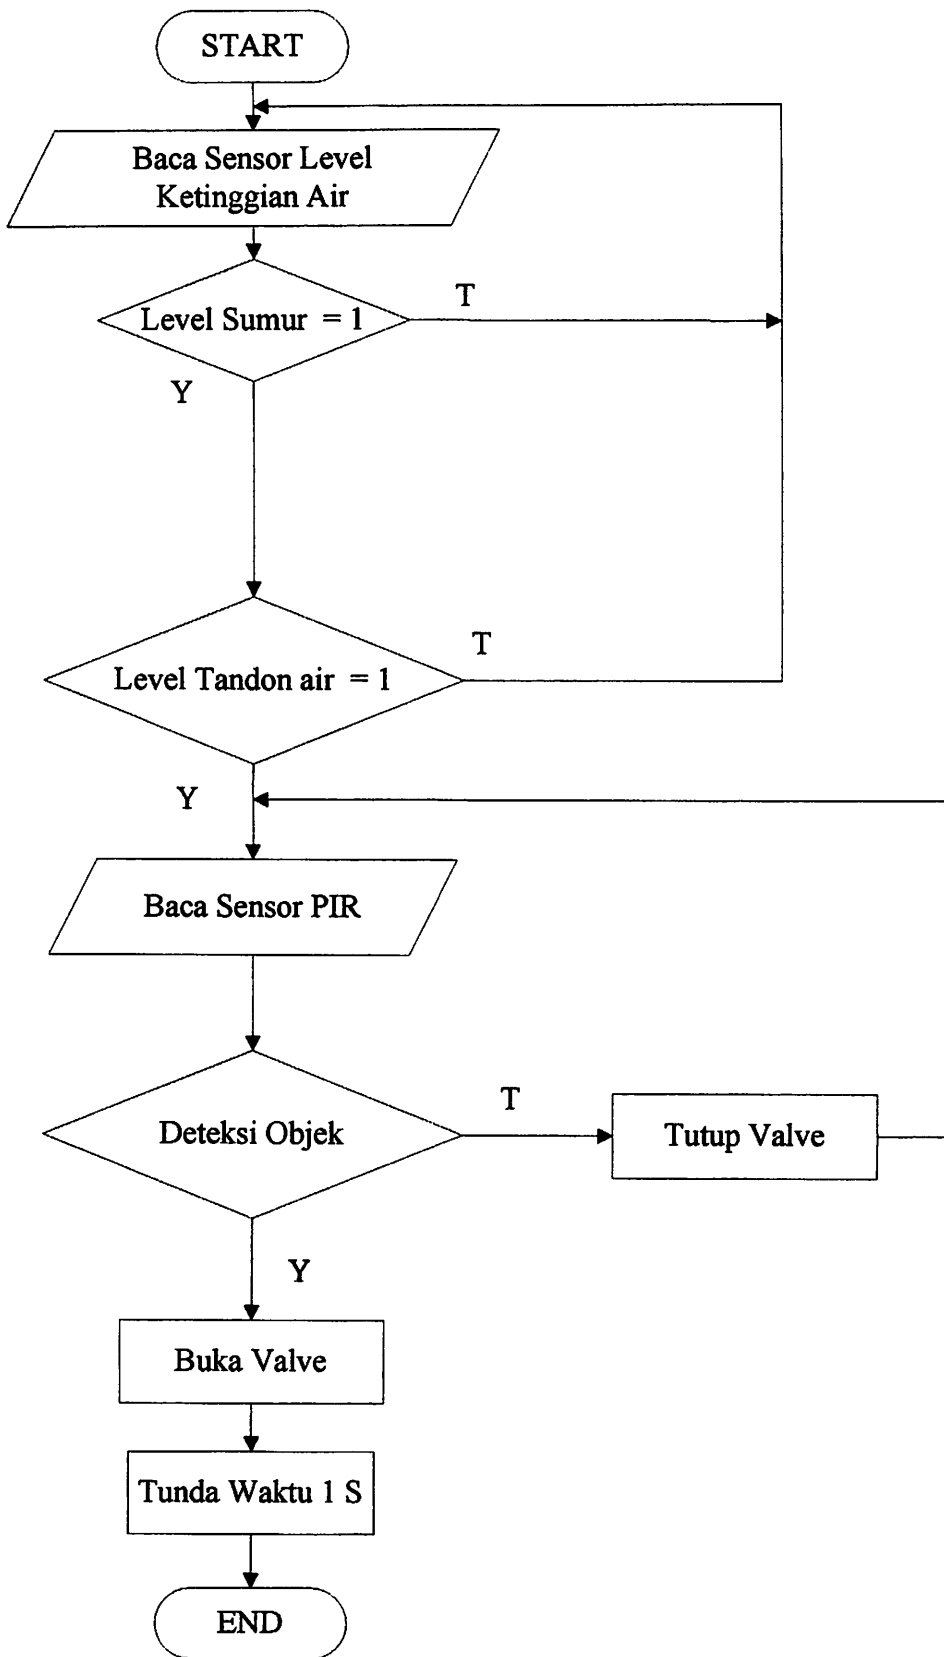 START
Baca Sensor Level
Ketinggian Air
Level Sumur = 1
T
Y
Level Tandon air = 1
T
Y
Baca Sensor PIR
Deteksi Objek
T
Tutup Valve
Y
Buka Valve
Tunda Waktu 1 S
END